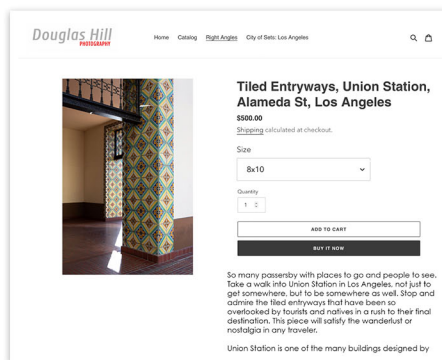 Douglas Hill
PHOTOGRAPHY
Home Catalog Right Angles City of Sets: Los Angeles
Tiled Entryways, Union Station,
Alameda St, Los Angeles
$500.00
Shipping calculated at checkout.
Size
8x10
Quantity
1
ADD TO CART
BUY IT NOW
So many passersby with places to go and people to see.
Take a walk into Union Station in Los Angeles, not just to
get somewhere, but to be somewhere as well. Stop and
admire the tiled entryways that have been so
overlooked by tourists and natives in a rush to their final
destination. This piece will satisfy the wanderlust or
nostalgia in any traveler.
Union Station is one of the many buildings designed by